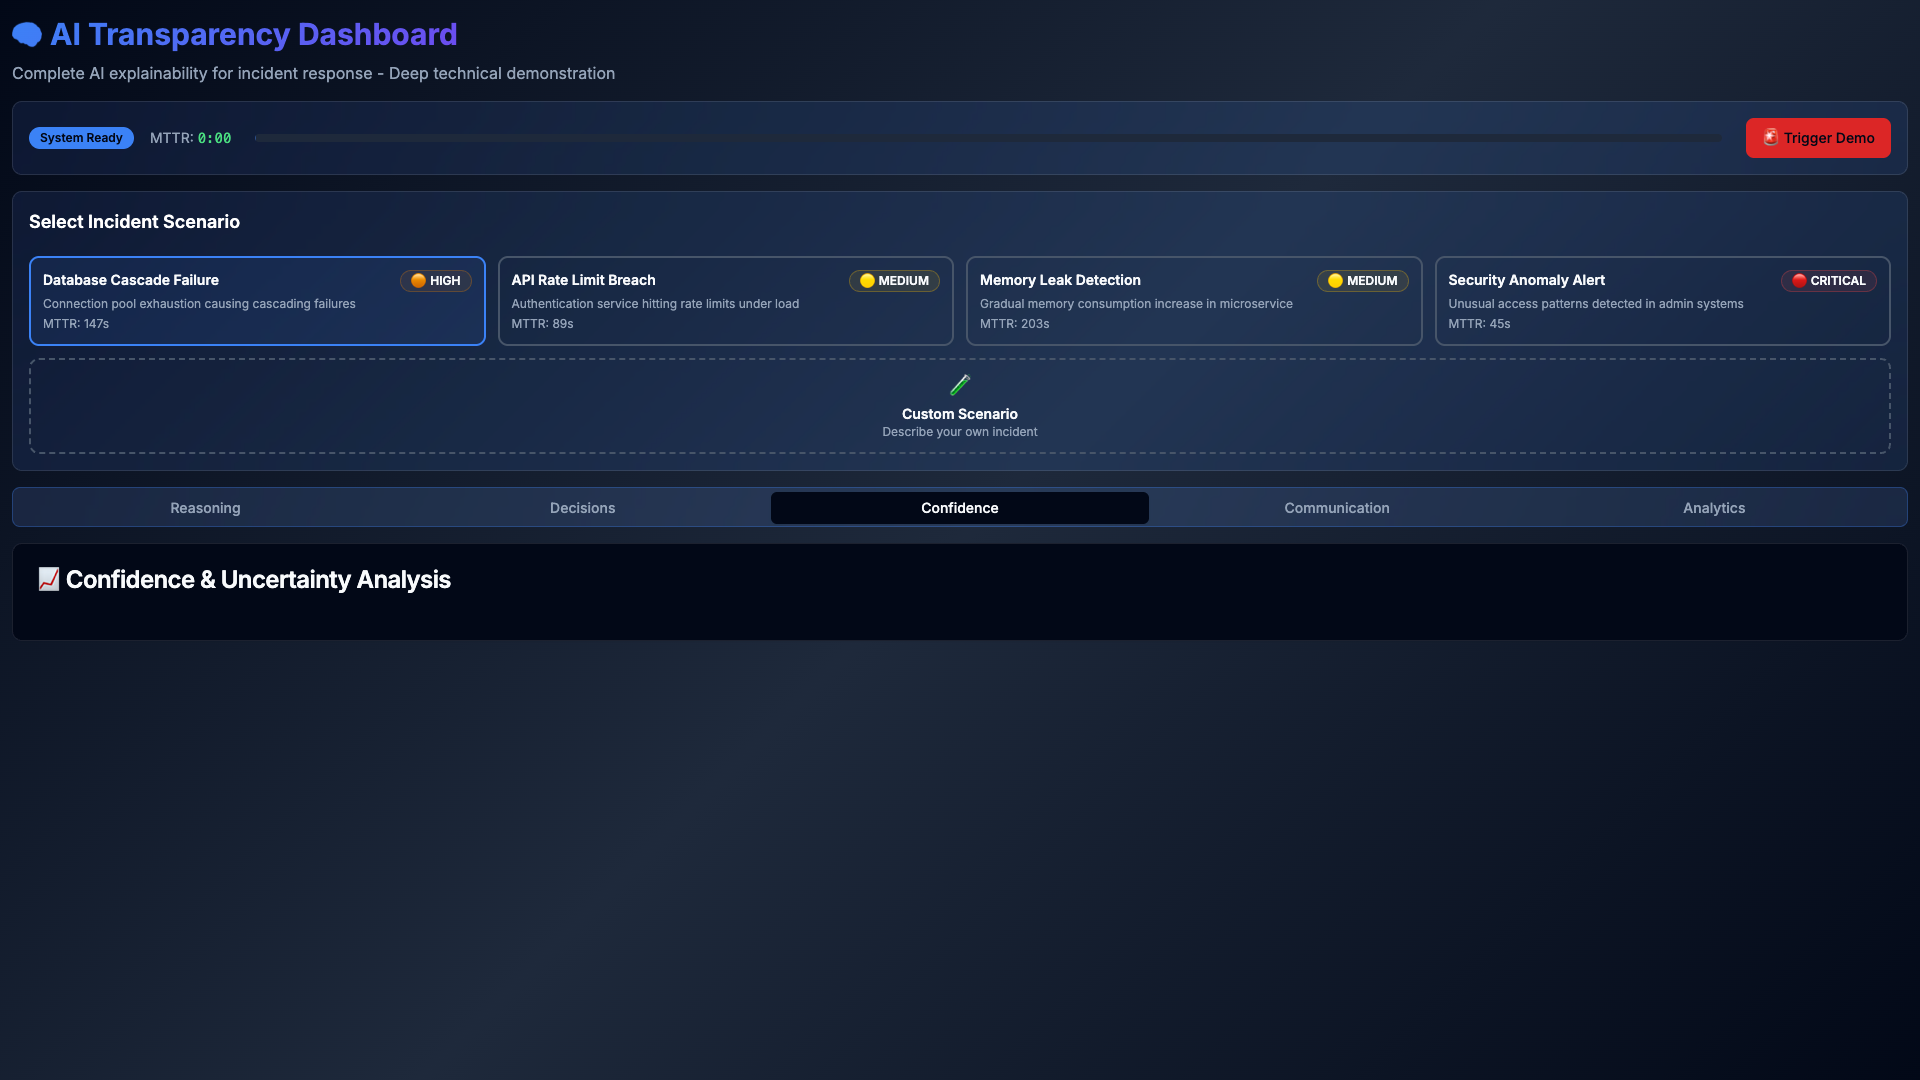 AI Transparency Dashboard
Complete AI explainability for incident response - Deep technical demonstration
System Ready
MTTR: 0:00
Trigger Demo
Select Incident Scenario
Database Cascade Failure
HIGH
Connection pool exhaustion causing cascading failures
MTTR: 147s
API Rate Limit Breach
MEDIUM
Authentication service hitting rate limits under load
MTTR: 89s
Memory Leak Detection
MEDIUM
Gradual memory consumption increase in microservice
MTTR: 203s
Security Anomaly Alert
CRITICAL
Unusual access patterns detected in admin systems
MTTR: 45s
Custom Scenario
Describe your own incident
Reasoning
Decisions
Confidence
Communication
Analytics
Confidence & Uncertainty Analysis